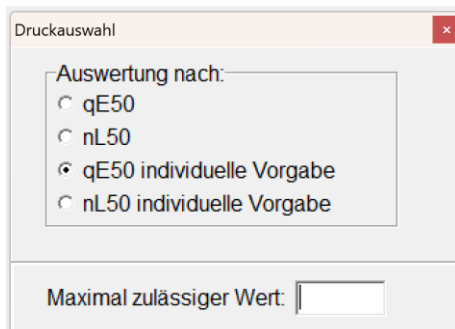 Druckauswahl
Auswertung nach:
qE50
nL50
qE50 individuelle Vorgabe
nL50 individuelle Vorgabe
Maximal zulässiger Wert: